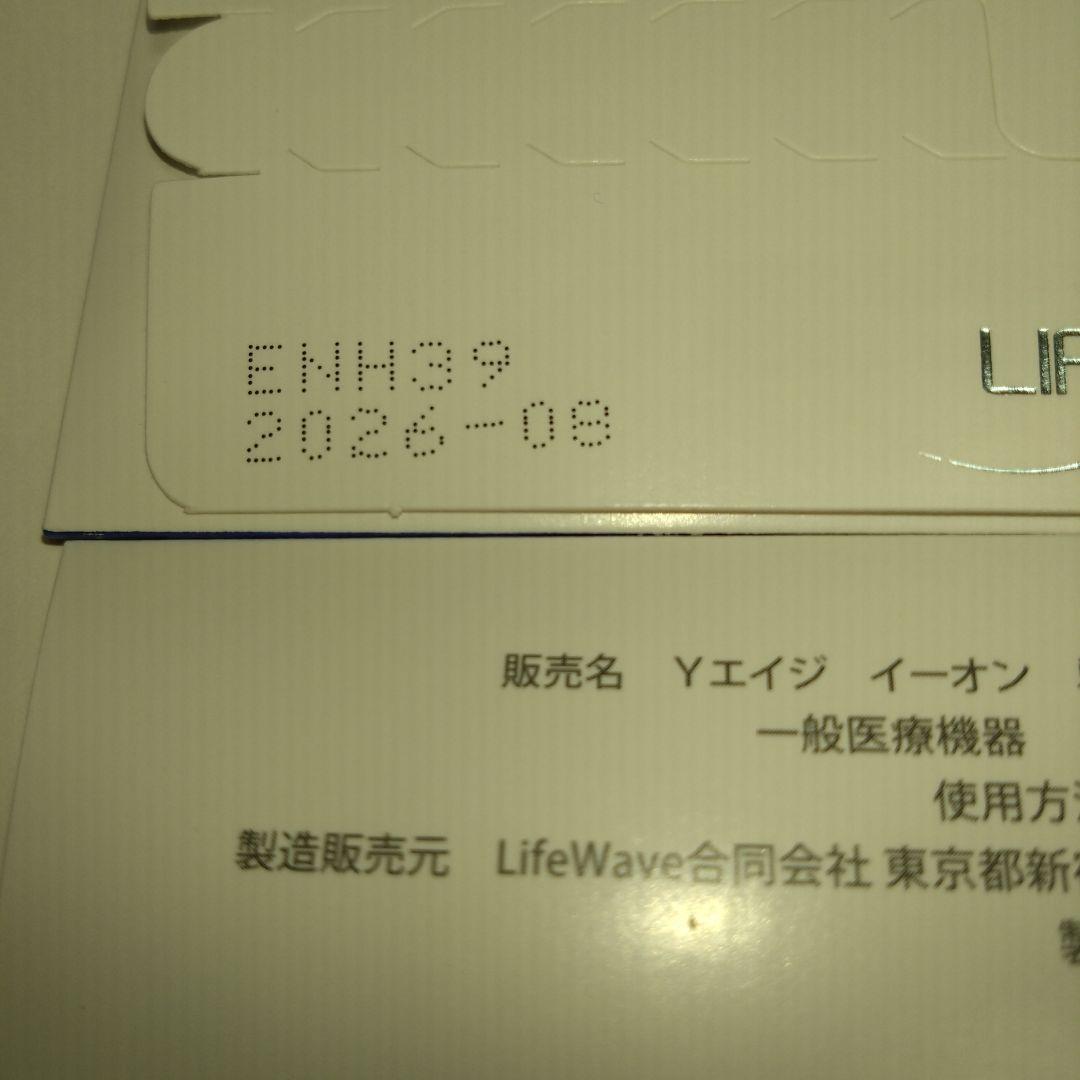 ENH39
2026-08
LIF
販売名　Yエイジ　イーオン
一般医療機器
使用方
製造販売元　LifeWave合同会社 東京都新